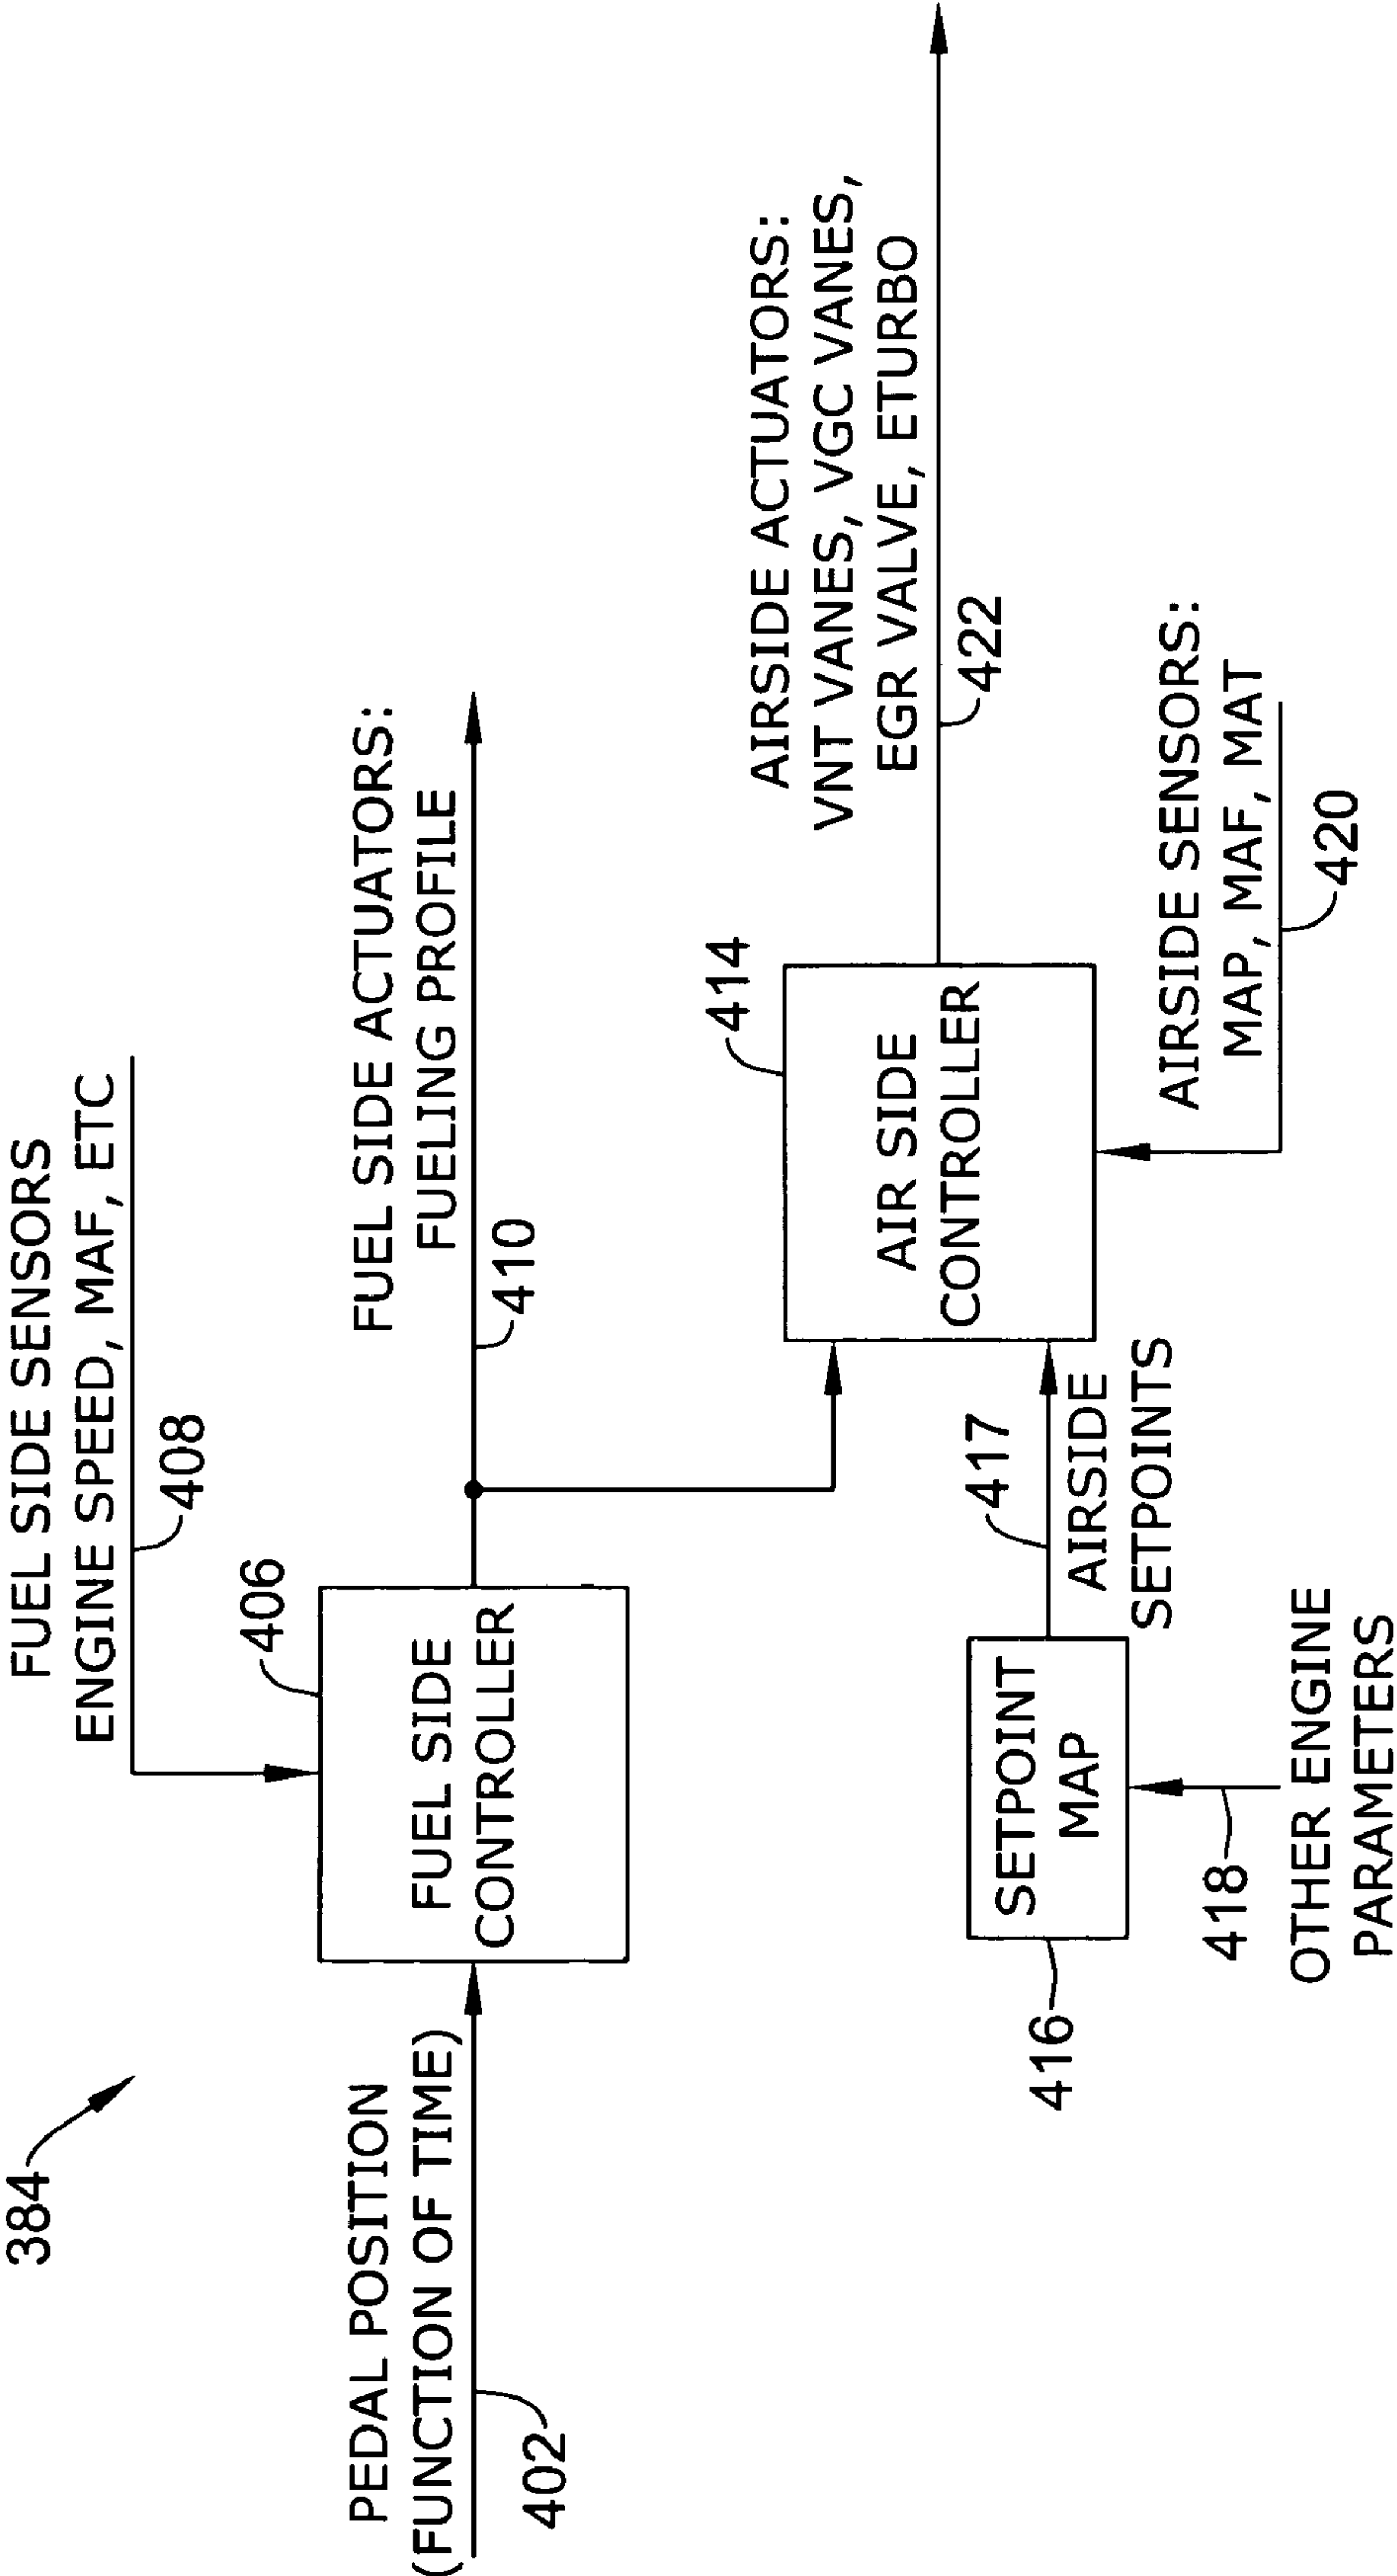 384
FUEL SIDE SENSORS
ENGINE SPEED, MAF, ETC
408
406
PEDAL POSITION
(FUNCTION OF TIME)
402
FUEL SIDE
CONTROLLER
FUEL SIDE ACTUATORS:
FUELING PROFILE
410
414
AIR SIDE
CONTROLLER
AIRSIDE ACTUATORS:
VNT VANES, VGC VANES,
EGR VALVE, ETURBO
422
416
SETPOINT
MAP
417
AIRSIDE
SETPOINTS
418
OTHER ENGINE
PARAMETERS
AIRSIDE SENSORS:
MAP, MAF, MAT
420